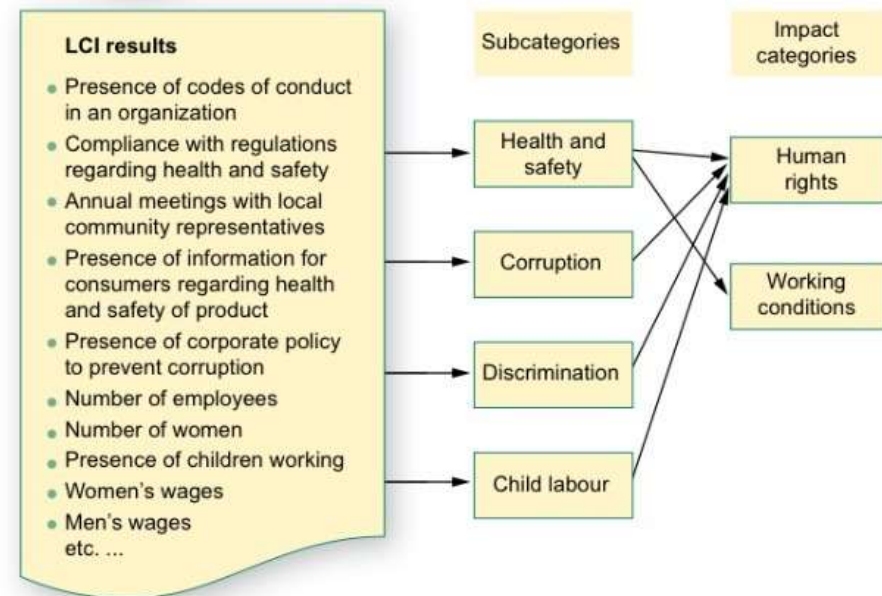 LCI results
• Presence of codes of conduct
in an organization
• Compliance with regulations
regarding health and safety
• Annual meetings with local
community representatives
• Presence of information for
consumers regarding health
and safety of product
• Presence of corporate policy
to prevent corruption
• Number of employees
• Number of women
• Presence of children working
• Women's wages
• Men's wages
etc. ...
Subcategories
Health and
safety
Corruption
Discrimination
Child labour
Impact
categories
Human
rights
Working
conditions